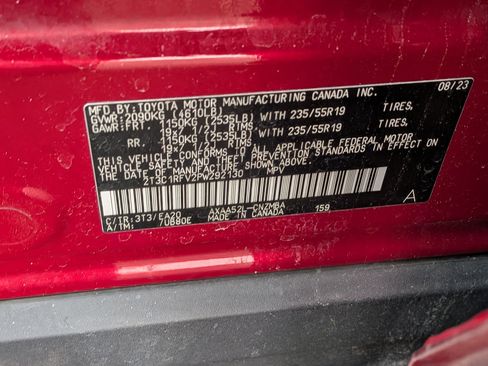 MFD. BY: TOYOTA MOTOR MANUFACTURING CANADA INC. 08/23
GVWR: 2090KG (4610LB)
GAWR: FRT 1150KG (2535LB) WITH 235/55R19 TIRES,
19x7 1/2J RIMS
RR. 1150KG (2535LB) WITH 235/55R19 TIRES,
19x7 1/2J RIMS
THIS VEHICLE CONFORMS TO ALL APPLICABLE FEDERAL MOTOR
VEHICLE SAFETY AND THEFT PREVENTION STANDARDS IN EFFECT ON
THE DATE OF MANUFACTURE SHOWN ABOVE.
2T3C1RFV2PW292130 MPV
C/TR: 3T3/EA20 AXAA52L-CNZMBA 159 A
A/TM: /UB80E MADE IN CANADA